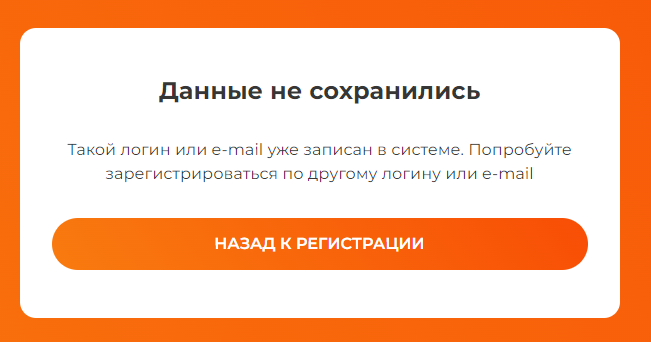 Данные не сохранились
Такой логин или e-mail уже записан в системе. Попробуйте
зарегистрироваться по другому логину или e-mail
НАЗАД К РЕГИСТРАЦИИ